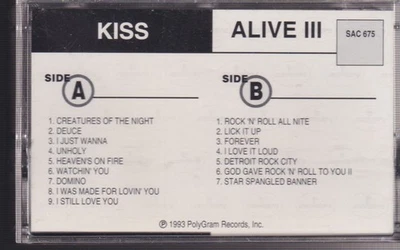 KISS
ALIVE III
SAC 675
SIDE A
1. CREATURES OF THE NIGHT
2. DEUCE
3. I JUST WANNA
4. UNHOLY
5. HEAVEN'S ON FIRE
6. WATCHIN' YOU
7. DOMINO
8. I WAS MADE FOR LOVIN' YOU
9. I STILL LOVE YOU
SIDE B
1. ROCK 'N' ROLL ALL NITE
2. LICK IT UP
3. FOREVER
4. I LOVE IT LOUD
5. DETROIT ROCK CITY
6. GOD GAVE ROCK 'N' ROLL TO YOU II
7. STAR SPANGLED BANNER
℗ 1993 PolyGram Records, Inc.